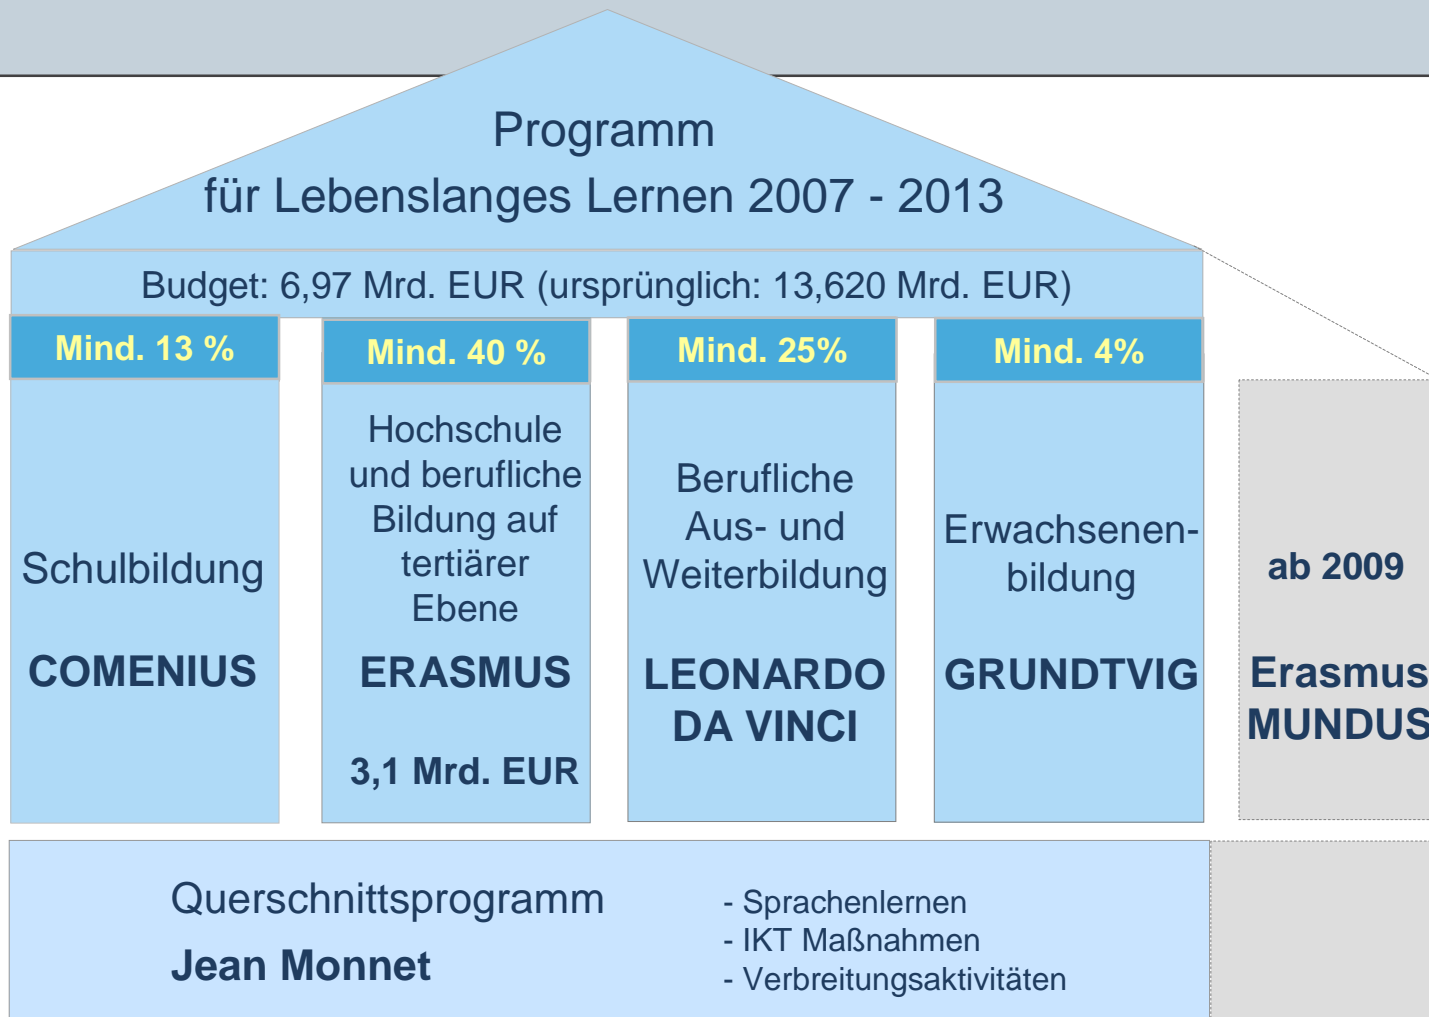 Programm
für Lebenslanges Lernen 2007 - 2013
Budget: 6,97 Mrd. EUR (ursprünglich: 13,620 Mrd. EUR)
Mind. 13 %
Schulbildung
COMENIUS
Mind. 40 %
Hochschule
und berufliche
Bildung auf
tertiärer
Ebene
ERASMUS
3,1 Mrd. EUR
Mind. 25%
Berufliche
Aus- und
Weiterbildung
LEONARDO
DA VINCI
Mind. 4%
Erwachsenen-
bildung
GRUNDTVIG
ab 2009
Erasmus
MUNDUS
Querschnittsprogramm
Jean Monnet
- Sprachenlernen
- IKT Maßnahmen
- Verbreitungsaktivitäten